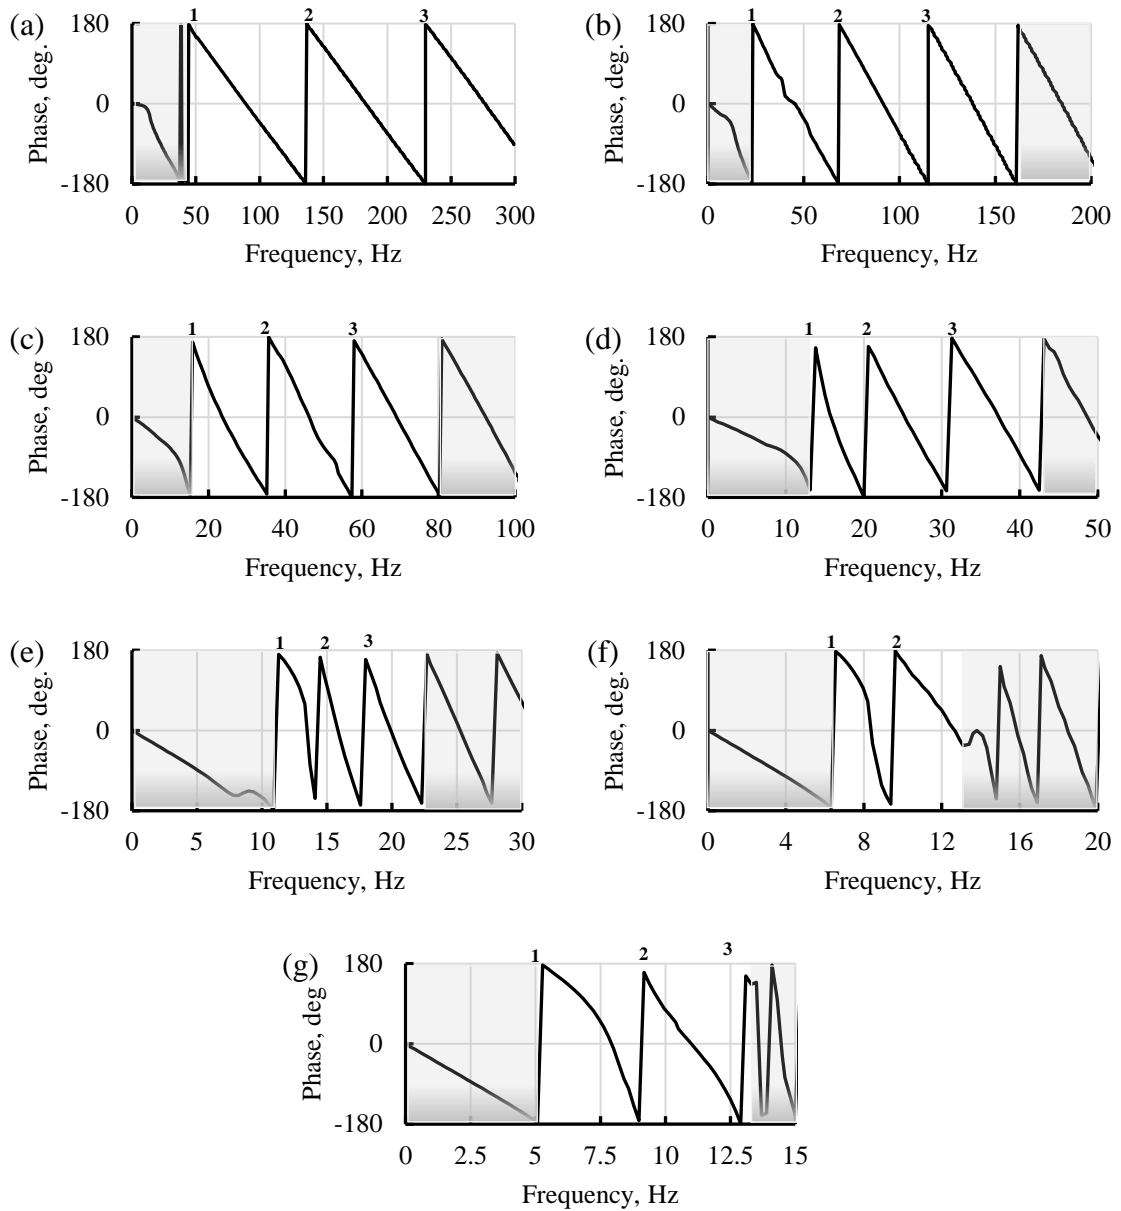 (a)
180
0
-180
Phase, deg.
1 2 3
0 50 100 150 200 250 300
Frequency, Hz
(b)
180
0
-180
Phase, deg.
1 2 3
0 50 100 150 200
Frequency, Hz
(c)
180
0
-180
Phase, deg
1 2 3
0 20 40 60 80 100
Frequency, Hz
(d)
180
0
-180
Phase, deg.
1 2 3
0 10 20 30 40 50
Frequency, Hz
(e)
180
0
-180
Phase, deg.
1 2 3
0 5 10 15 20 25 30
Frequency, Hz
(f)
180
0
-180
Phase, deg.
1 2
0 4 8 12 16 20
Frequency, Hz
(g)
180
0
-180
Phase, deg
1 2 3
0 2.5 5 7.5 10 12.5 15
Frequency, Hz